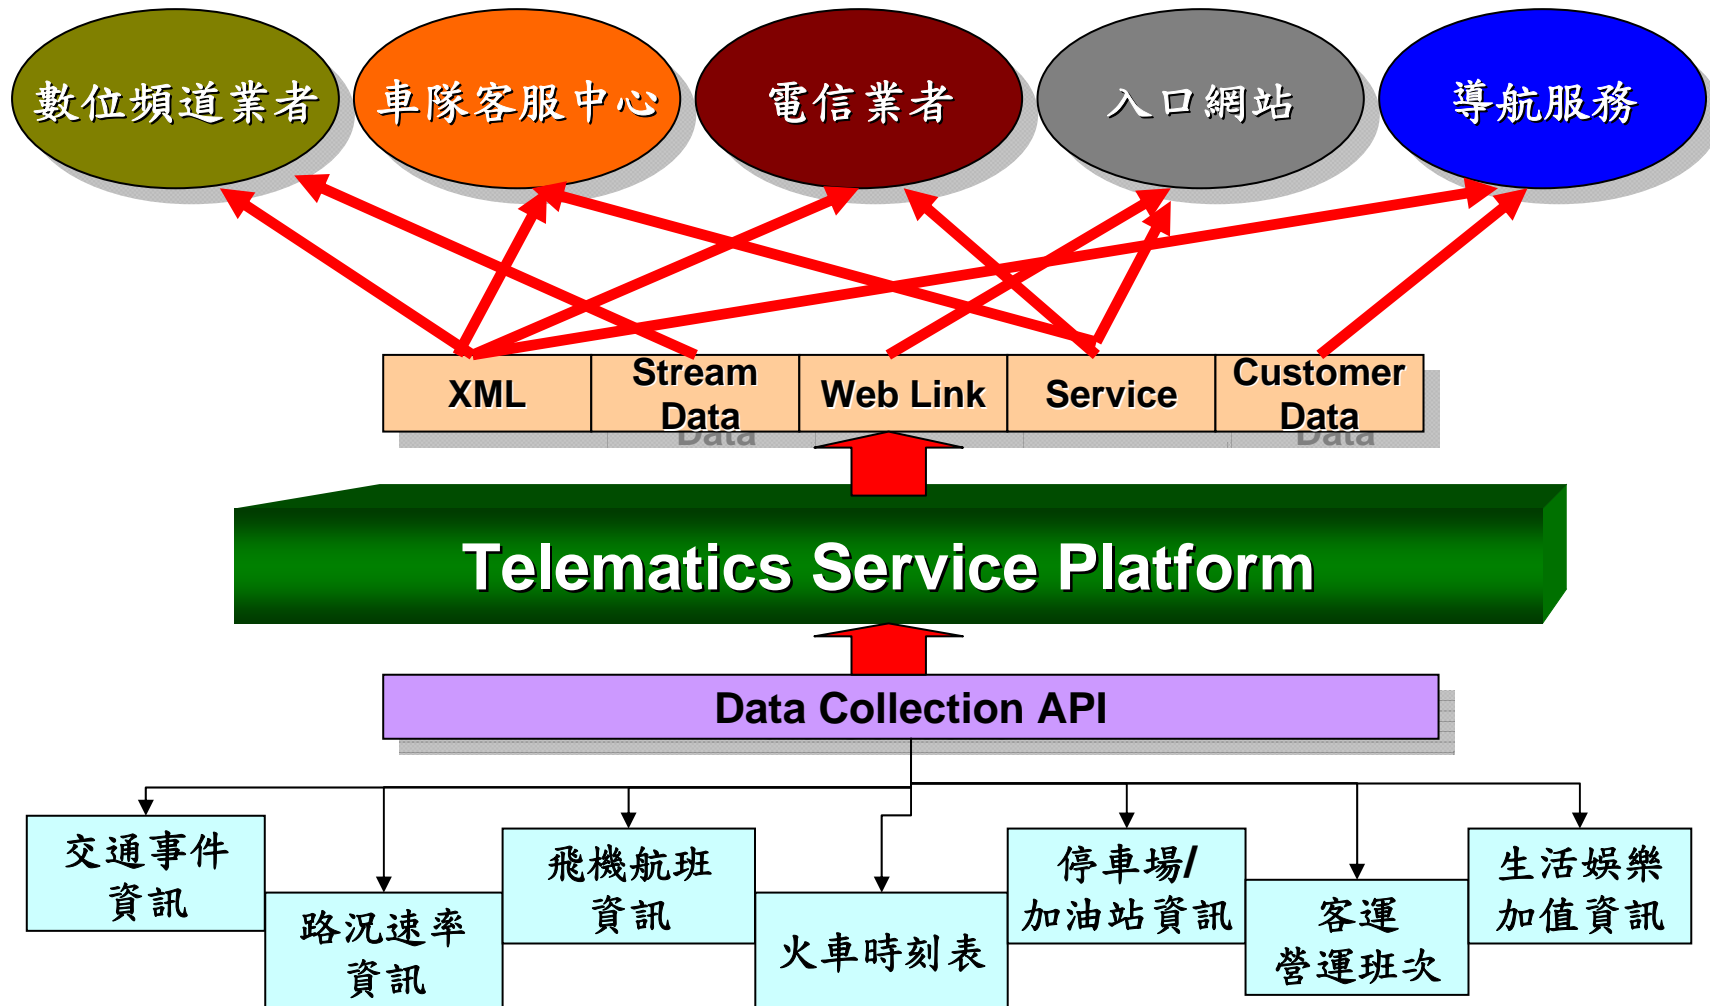 數位頻道業者
車隊客服中心
電信業者
入口網站
導航服務
XML
Stream
Data
Web Link
Service
Customer
Data
Telematics Service Platform
Data Collection API
交通事件
資訊
路況速率
資訊
飛機航班
資訊
火車時刻表
停車場/
加油站資訊
客運
營運班次
生活娛樂
加值資訊